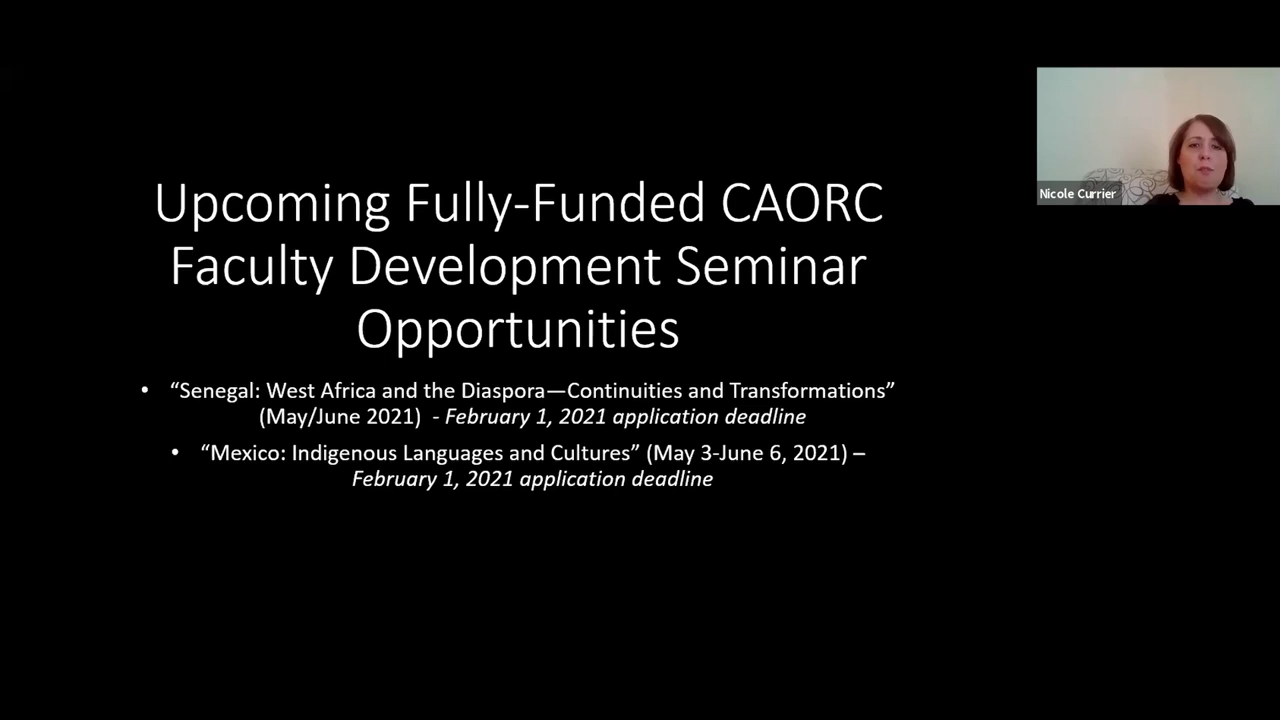 Upcoming Fully-Funded CAORC
Faculty Development Seminar
Opportunities
• “Senegal: West Africa and the Diaspora—Continuities and Transformations”
(May/June 2021)  - February 1, 2021 application deadline
• “Mexico: Indigenous Languages and Cultures” (May 3-June 6, 2021) –
February 1, 2021 application deadline
Nicole Currier